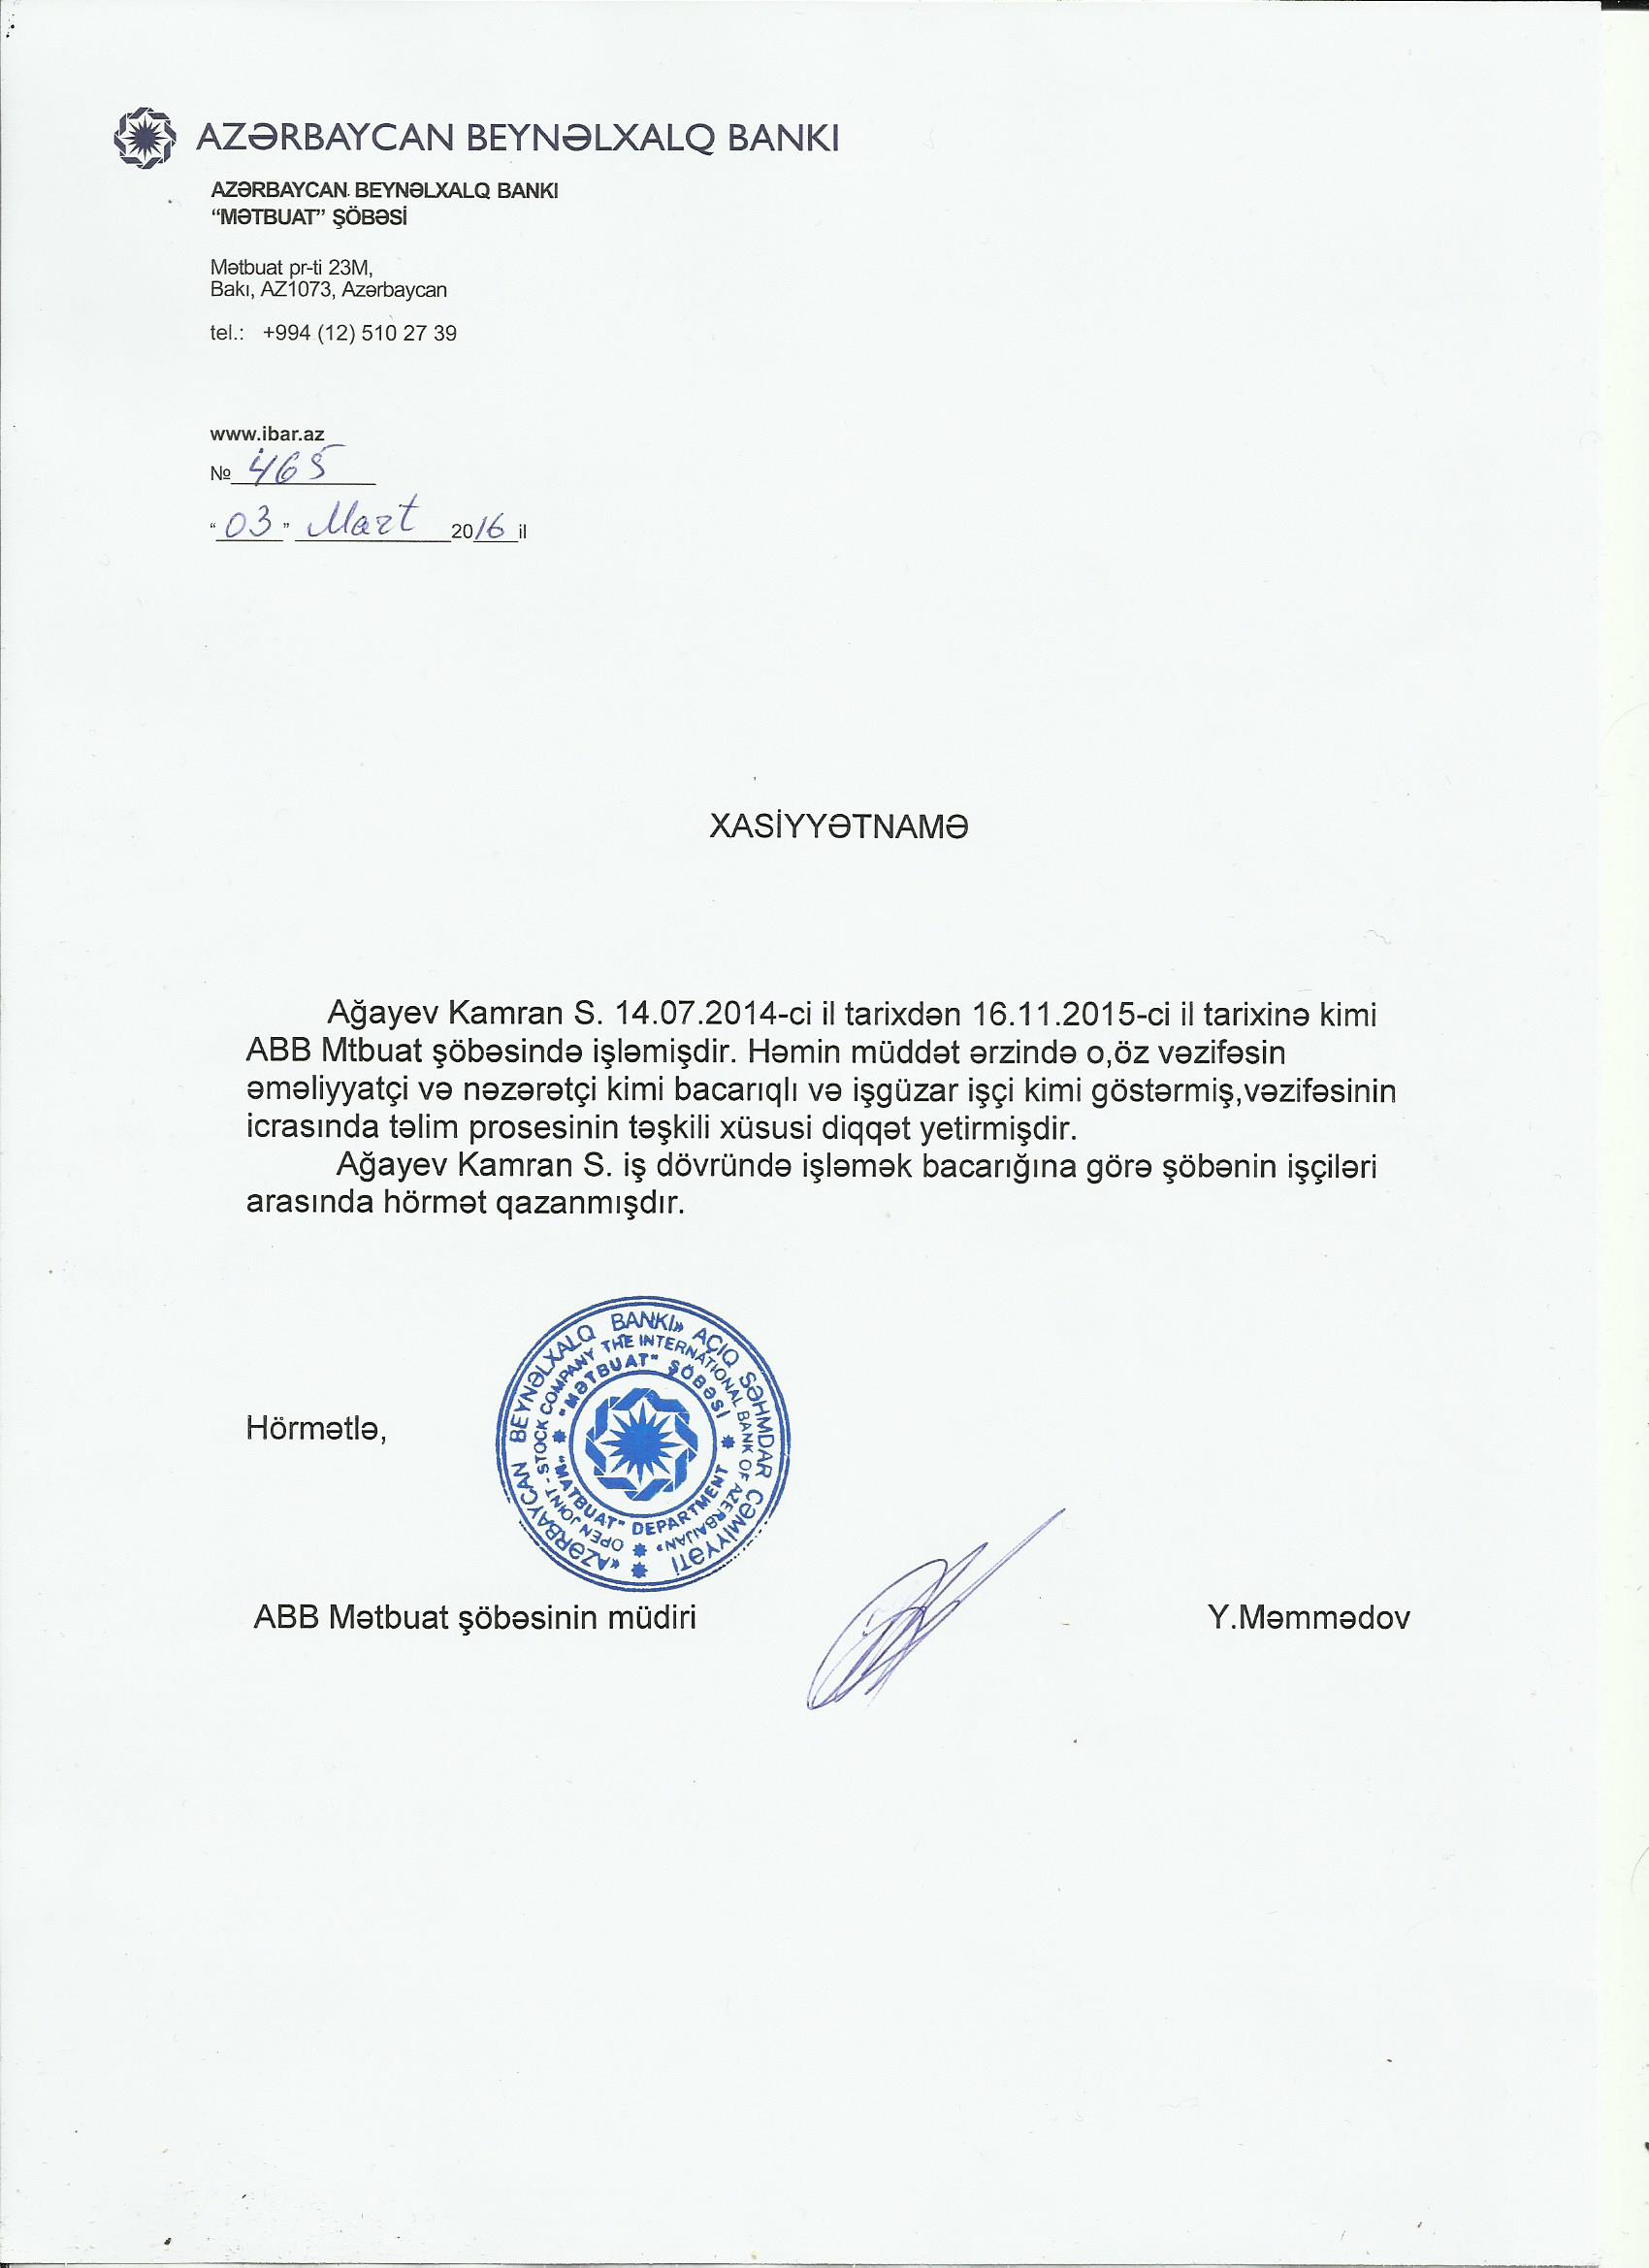 AZƏRBAYCAN BEYNƏLXALQ BANKI
AZƏRBAYCAN BEYNƏLXALQ BANKI
“MƏTBUAT” ŞÖBƏSİ
Mətbuat pr-ti 23M,
Bakı, AZ1073, Azərbaycan
tel.: +994 (12) 510 27 39
www.ibar.az
№ 465
“03” Mart 2016 il
XASİYYƏTNAMƏ
Ağayev Kamran S. 14.07.2014-ci il tarixdən 16.11.2015-ci il tarixinə kimi
ABB Mtbuat şöbəsində işləmişdir. Həmin müddət ərzində o,öz vəzifəsin
əməliyyatçi və nəzərətçi kimi bacarıqlı və işgüzar işçi kimi göstərmiş,vəzifəsinin
icrasında təlim prosesinin təşkili xüsusi diqqət yetirmişdir.
Ağayev Kamran S. iş dövründə işləmək bacarığına görə şöbənin işçiləri
arasında hörmət qazanmışdır.
«AZƏRBAYCAN BEYNƏLXALQ BANKI» AÇIQ SƏHMDAR CƏMİYYƏTİ
OPEN JOINT - STOCK COMPANY THE INTERNATIONAL BANK OF AZERBAIJAN»
"MƏTBUAT" ŞÖBƏSİ
"MATBUAT" DEPARTMENT
Hörmətlə,
ABB Mətbuat şöbəsinin müdiri Y.Məmmədov